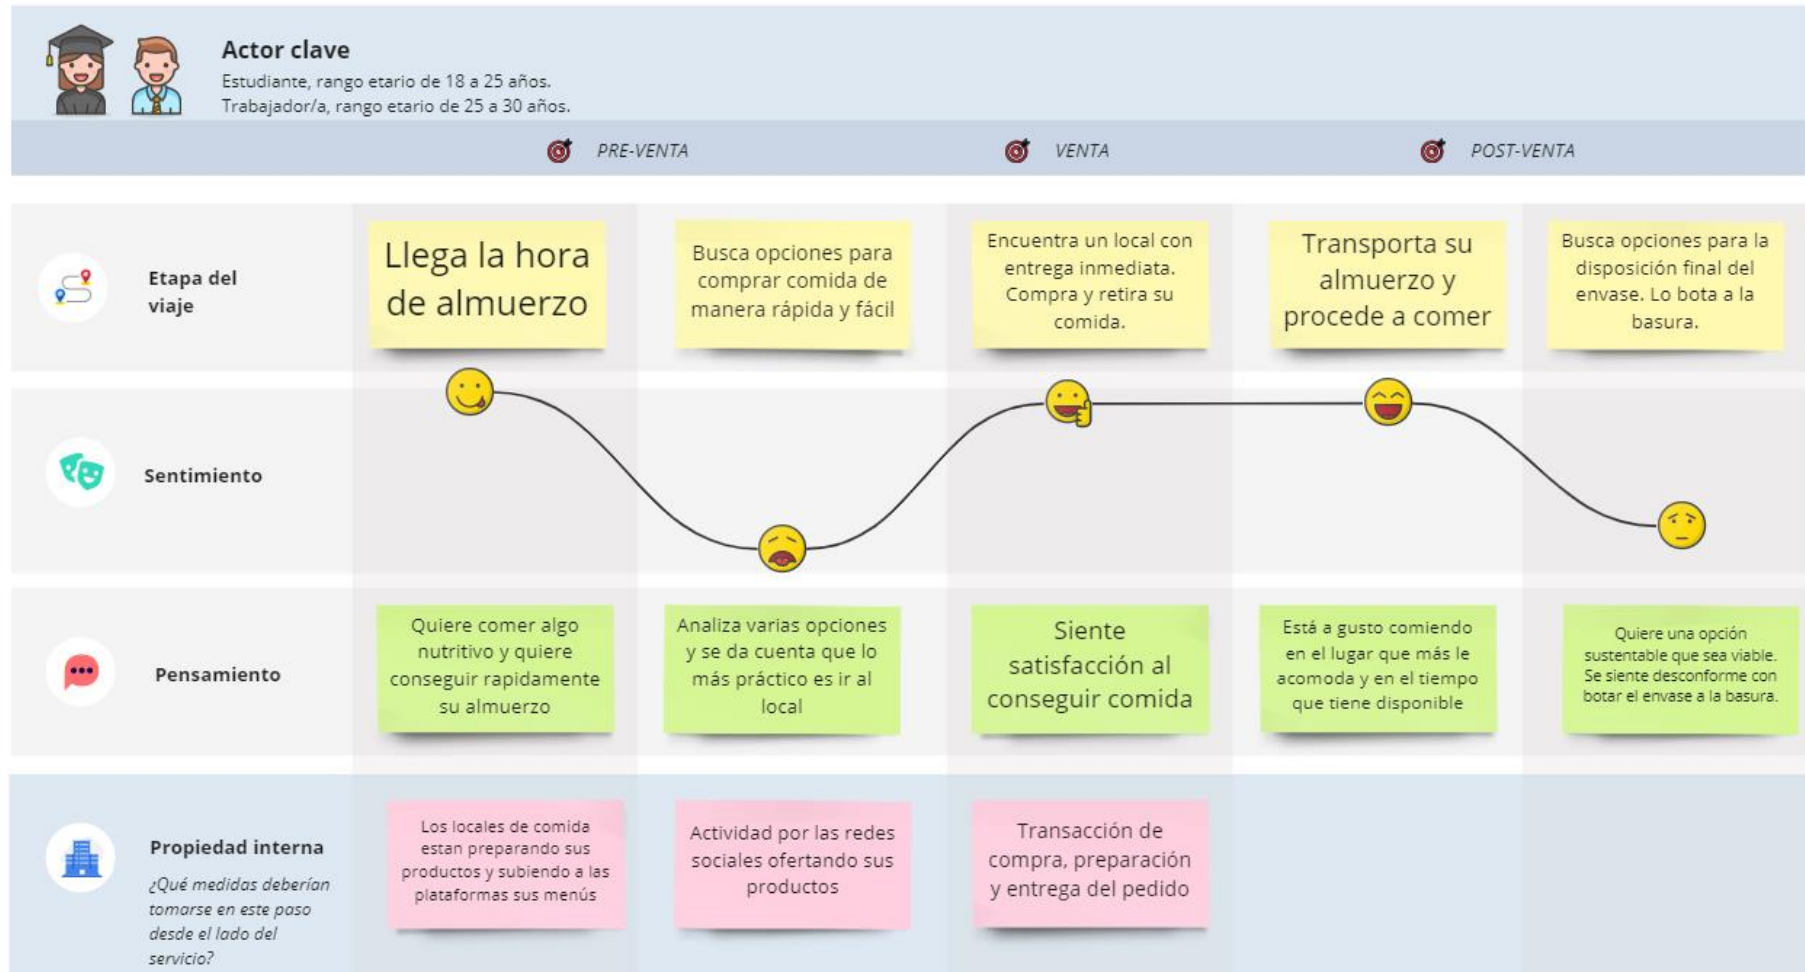 Actor clave
Estudiante, rango etario de 18 a 25 años.
Trabajador/a, rango etario de 25 a 30 años.
PRE-VENTA
VENTA
POST-VENTA
Etapa del
viaje
Llega la hora
de almuerzo
Busca opciones para
comprar comida de
manera rápida y fácil
Encuentra un local con
entrega inmediata.
Compra y retira su
comida.
Transporta su
almuerzo y
procede a comer
Busca opciones para la
disposición final del
envase. Lo bota a la
basura.
Sentimiento
Pensamiento
Quiere comer algo
nutritivo y quiere
conseguir rapidamente
su almuerzo
Analiza varias opciones
y se da cuenta que lo
más práctico es ir al
local
Siente
satisfacción al
conseguir comida
Está a gusto comiendo
en el lugar que más le
acomoda y en el tiempo
que tiene disponible
Quiere una opción
sustentable que sea viable.
Se siente desconforme con
botar el envase a la basura.
Propiedad interna
¿Qué medidas deberían
tomarse en este paso
desde el lado del
servicio?
Los locales de comida
estan preparando sus
productos y subiendo a las
plataformas sus menús
Actividad por las redes
sociales ofertando sus
productos
Transacción de
compra, preparación
y entrega del pedido